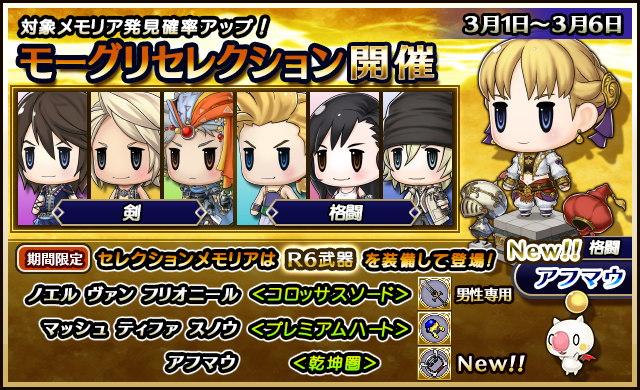 対象メモリア発見確率アップ！
3月1日～3月6日
モーグリセレクション開催
剣
格闘
New!! 格闘
アフマウ
期間限定 セレクションメモリアは R6武器 を装備して登場！
ノエル ヴァン フリオニール <コロッサスソード> 男性専用
マッシュ ティファ スノウ <プレミアムハート>
アフマウ <乾坤圏> New!!